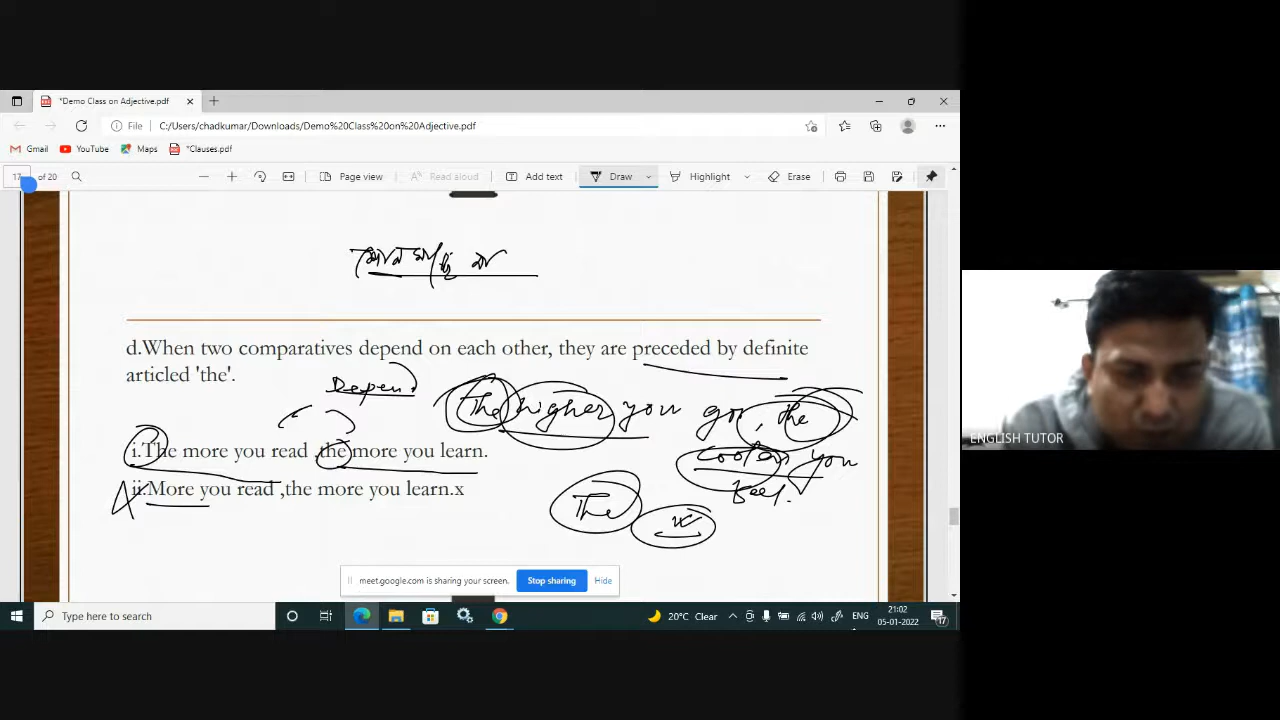 *Demo Class on Adjective.pdf
File C:/Users/chadkumar/Downloads/Demo%20Class%20on%20Adjective.pdf
Gmail YouTube Maps *Clauses.pdf
17 of 20 Page view Read aloud Add text Draw Highlight Erase
d.When two comparatives depend on each other, they are preceded by definite
articled 'the'.
Depend
The higher you go, the
cooler you
feel.
i.The more you read ,the more you learn.
ii.More you read ,the more you learn.x
The
meet.google.com is sharing your screen. Stop sharing Hide
ENGLISH TUTOR
Type here to search 20°C Clear ENG 21:02
05-01-2022 17